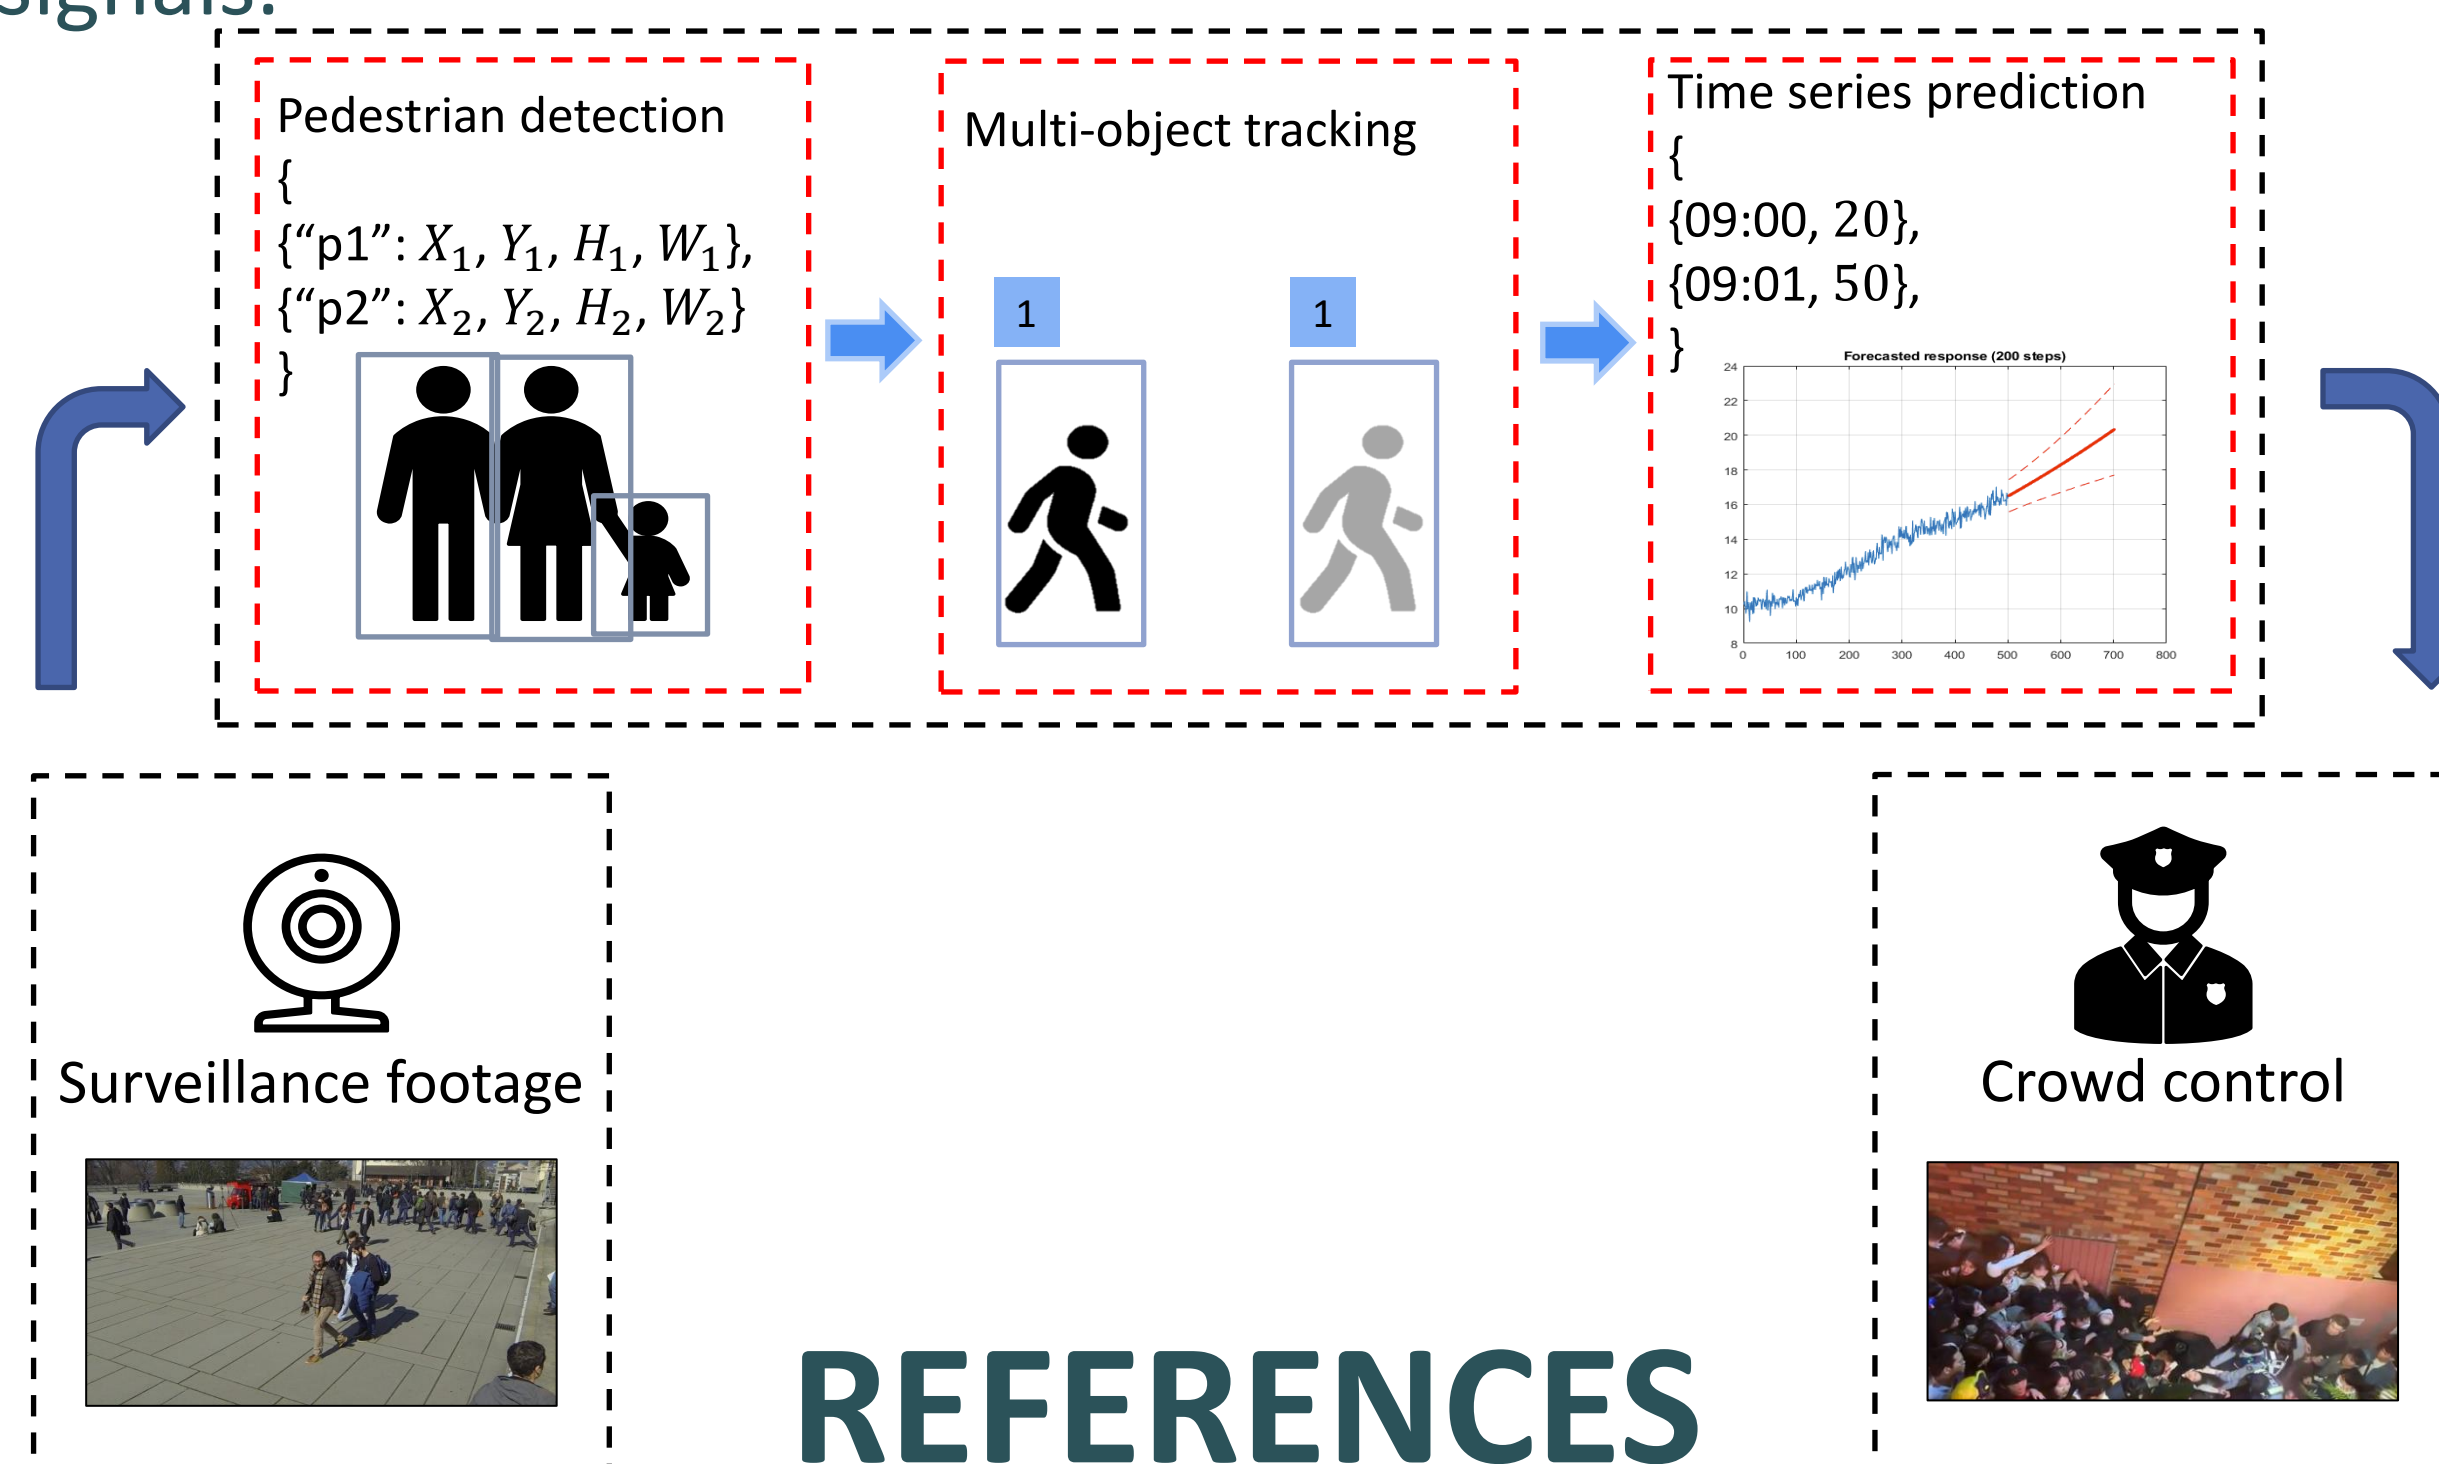 signals.
Pedestrian detection
{
{“p1”: X₁, Y₁, H₁, W₁},
{“p2”: X₂, Y₂, H₂, W₂}
}
Multi-object tracking
1 1
Time series prediction
{
{09:00, 20},
{09:01, 50},
}
Forecasted response (200 steps)
24
22
20
18
16
14
12
10
8
0 100 200 300 400 500 600 700 800
Surveillance footage
Crowd control
REFERENCES